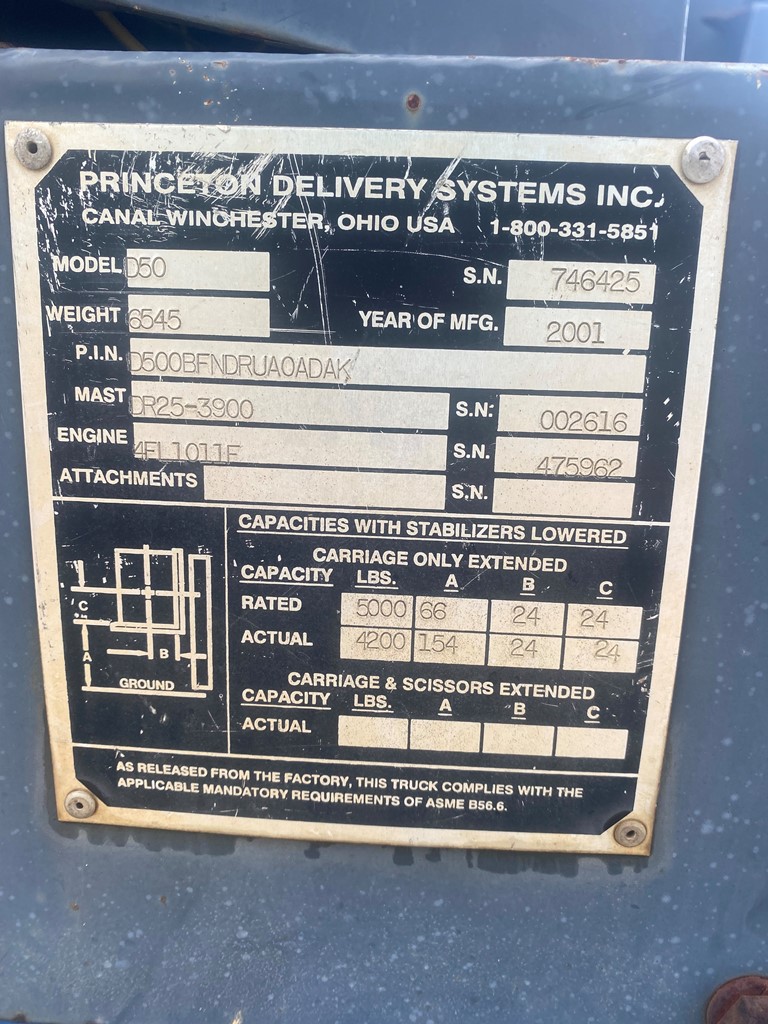 PRINCETON DELIVERY SYSTEMS INC.
CANAL WINCHESTER, OHIO USA 1-800-331-5851
MODEL D50 S.N. 746425
WEIGHT 6545 YEAR OF MFG. 2001
P.I.N. D500BFNDRUA0ADAK
MAST DR25-3900 S.N: 002616
ENGINE 4FL1011F S.N. 475962
ATTACHMENTS S.N.
CAPACITIES WITH STABILIZERS LOWERED
CARRIAGE ONLY EXTENDED
CAPACITY LBS. A B C
RATED 5000 66 24 24
ACTUAL 4200 154 24 24
C
A
B
GROUND
CARRIAGE & SCISSORS EXTENDED
CAPACITY LBS. A B C
ACTUAL
AS RELEASED FROM THE FACTORY, THIS TRUCK COMPLIES WITH THE
APPLICABLE MANDATORY REQUIREMENTS OF ASME B56.6.